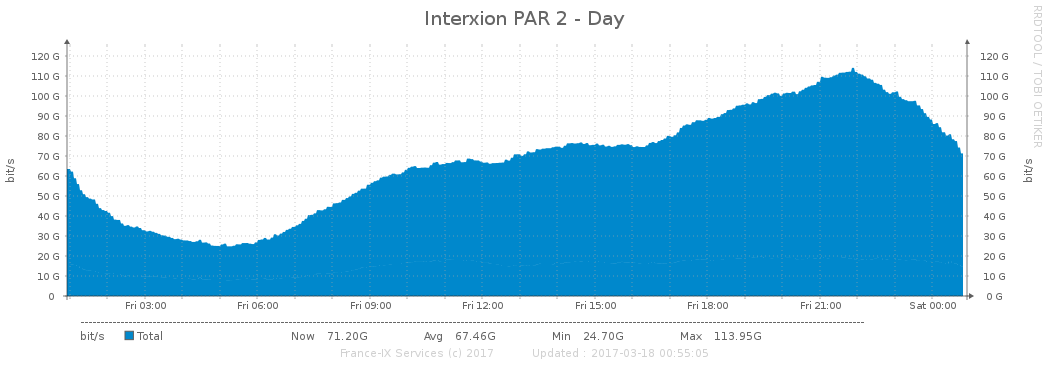 Interxion PAR 2 - Day
RRDTOOL / TOBI OETIKER
bit/s
120 G
110 G
100 G
90 G
80 G
70 G
60 G
50 G
40 G
30 G
20 G
10 G
0
120 G
110 G
100 G
90 G
80 G
70 G
60 G
50 G
40 G
30 G
20 G
10 G
0 G
bit/s
Fri 03:00 Fri 06:00 Fri 09:00 Fri 12:00 Fri 15:00 Fri 18:00 Fri 21:00 Sat 00:00
bit/s Total Now 71.20G Avg 67.46G Min 24.70G Max 113.95G
France-IX Services (c) 2017 Updated : 2017-03-18 00:55:05